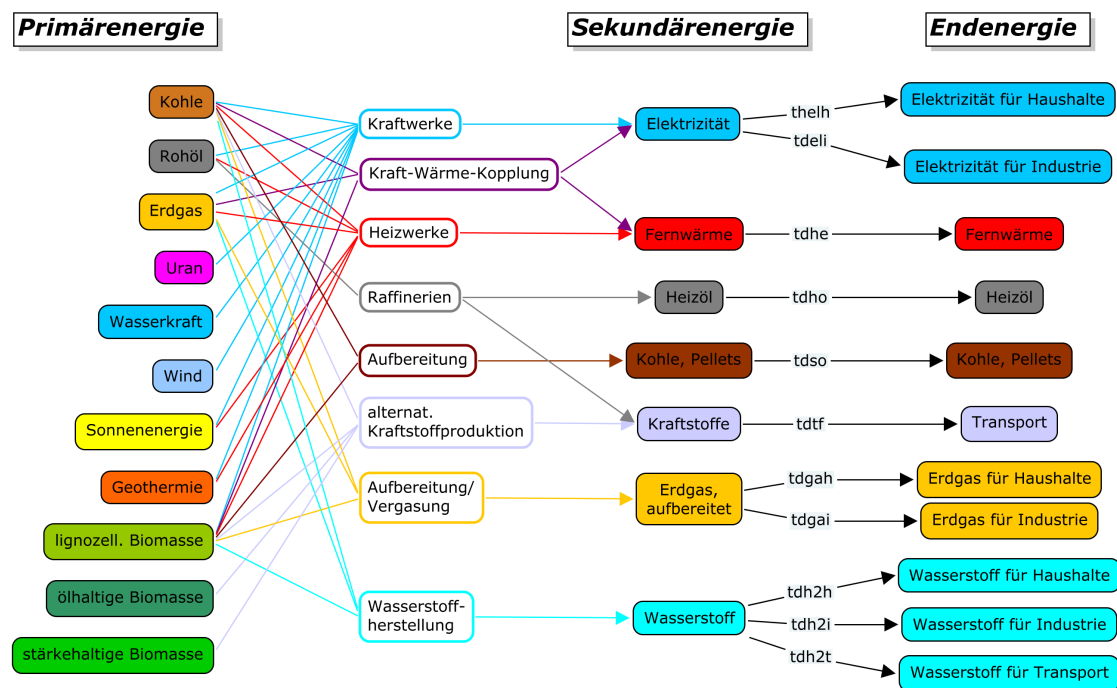 Primärenergie
Sekundärenergie
Endenergie
Kohle
Rohöl
Erdgas
Uran
Wasserkraft
Wind
Sonnenenergie
Geothermie
lignozell. Biomasse
ölhaltige Biomasse
stärkehaltige Biomasse
Kraftwerke
Kraft-Wärme-Kopplung
Heizwerke
Raffinerien
Aufbereitung
alternat.
Kraftstoffproduktion
Aufbereitung/
Vergasung
Wasserstoff-
herstellung
Elektrizität
Fernwärme
Heizöl
Kohle, Pellets
Kraftstoffe
Erdgas,
aufbereitet
Wasserstoff
thelh
tdeli
tdhe
tdho
tdso
tdtf
tdgah
tdgai
tdh2h
tdh2i
tdh2t
Elektrizität für Haushalte
Elektrizität für Industrie
Fernwärme
Heizöl
Kohle, Pellets
Transport
Erdgas für Haushalte
Erdgas für Industrie
Wasserstoff für Haushalte
Wasserstoff für Industrie
Wasserstoff für Transport